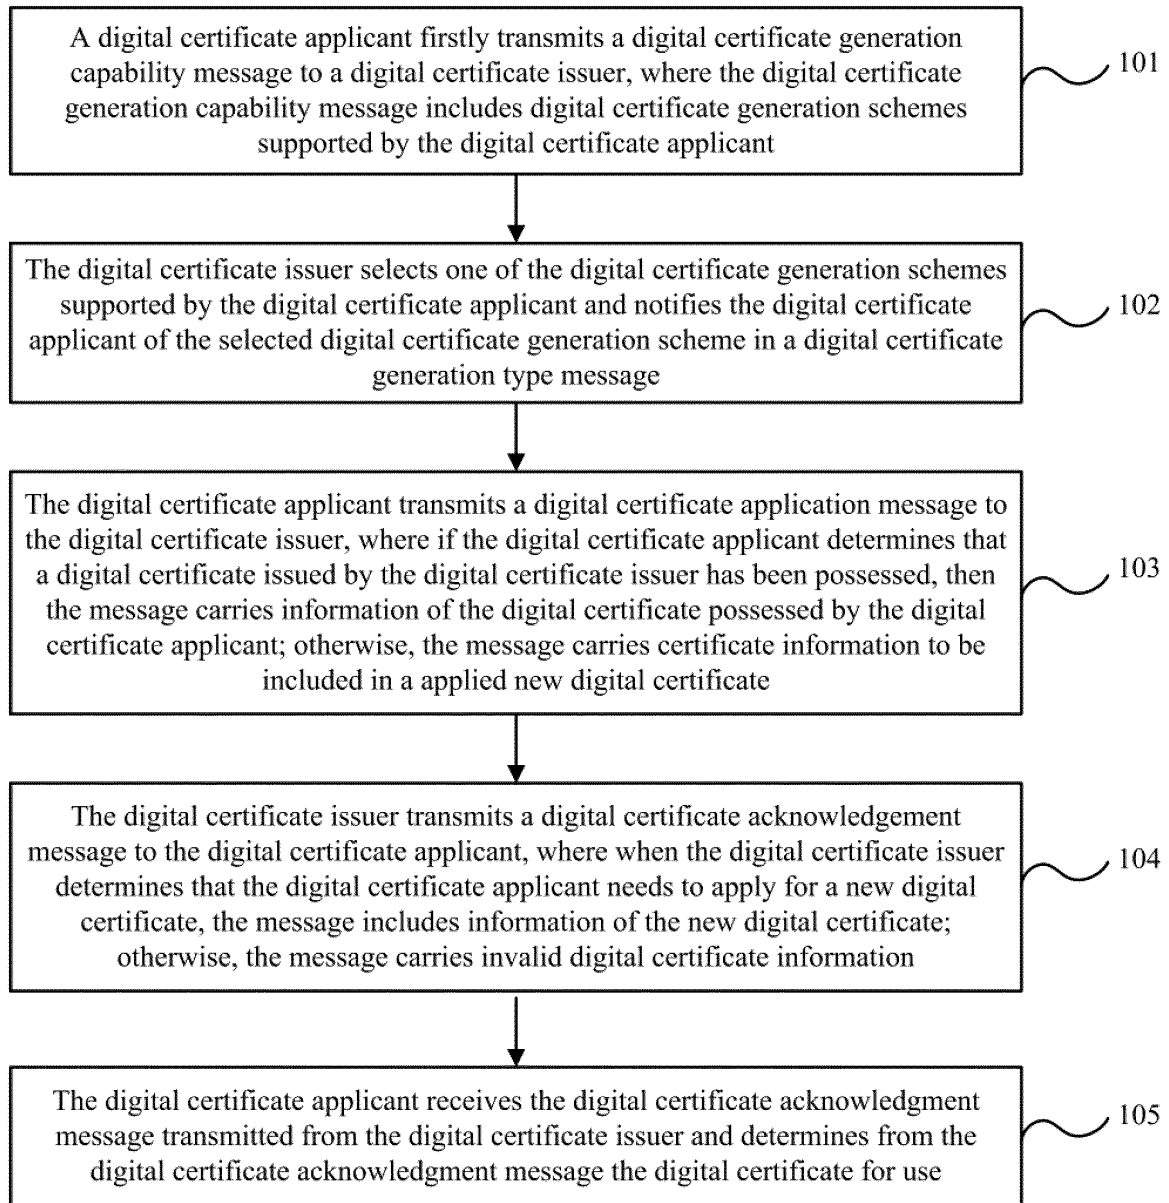 A digital certificate applicant firstly transmits a digital certificate generation
capability message to a digital certificate issuer, where the digital certificate
generation capability message includes digital certificate generation schemes
supported by the digital certificate applicant
101
The digital certificate issuer selects one of the digital certificate generation schemes
supported by the digital certificate applicant and notifies the digital certificate
applicant of the selected digital certificate generation scheme in a digital certificate
generation type message
102
The digital certificate applicant transmits a digital certificate application message to
the digital certificate issuer, where if the digital certificate applicant determines that
a digital certificate issued by the digital certificate issuer has been possessed, then
the message carries information of the digital certificate possessed by the digital
certificate applicant; otherwise, the message carries certificate information to be
included in a applied new digital certificate
103
The digital certificate issuer transmits a digital certificate acknowledgement
message to the digital certificate applicant, where when the digital certificate issuer
determines that the digital certificate applicant needs to apply for a new digital
certificate, the message includes information of the new digital certificate;
otherwise, the message carries invalid digital certificate information
104
The digital certificate applicant receives the digital certificate acknowledgment
message transmitted from the digital certificate issuer and determines from the
digital certificate acknowledgment message the digital certificate for use
105